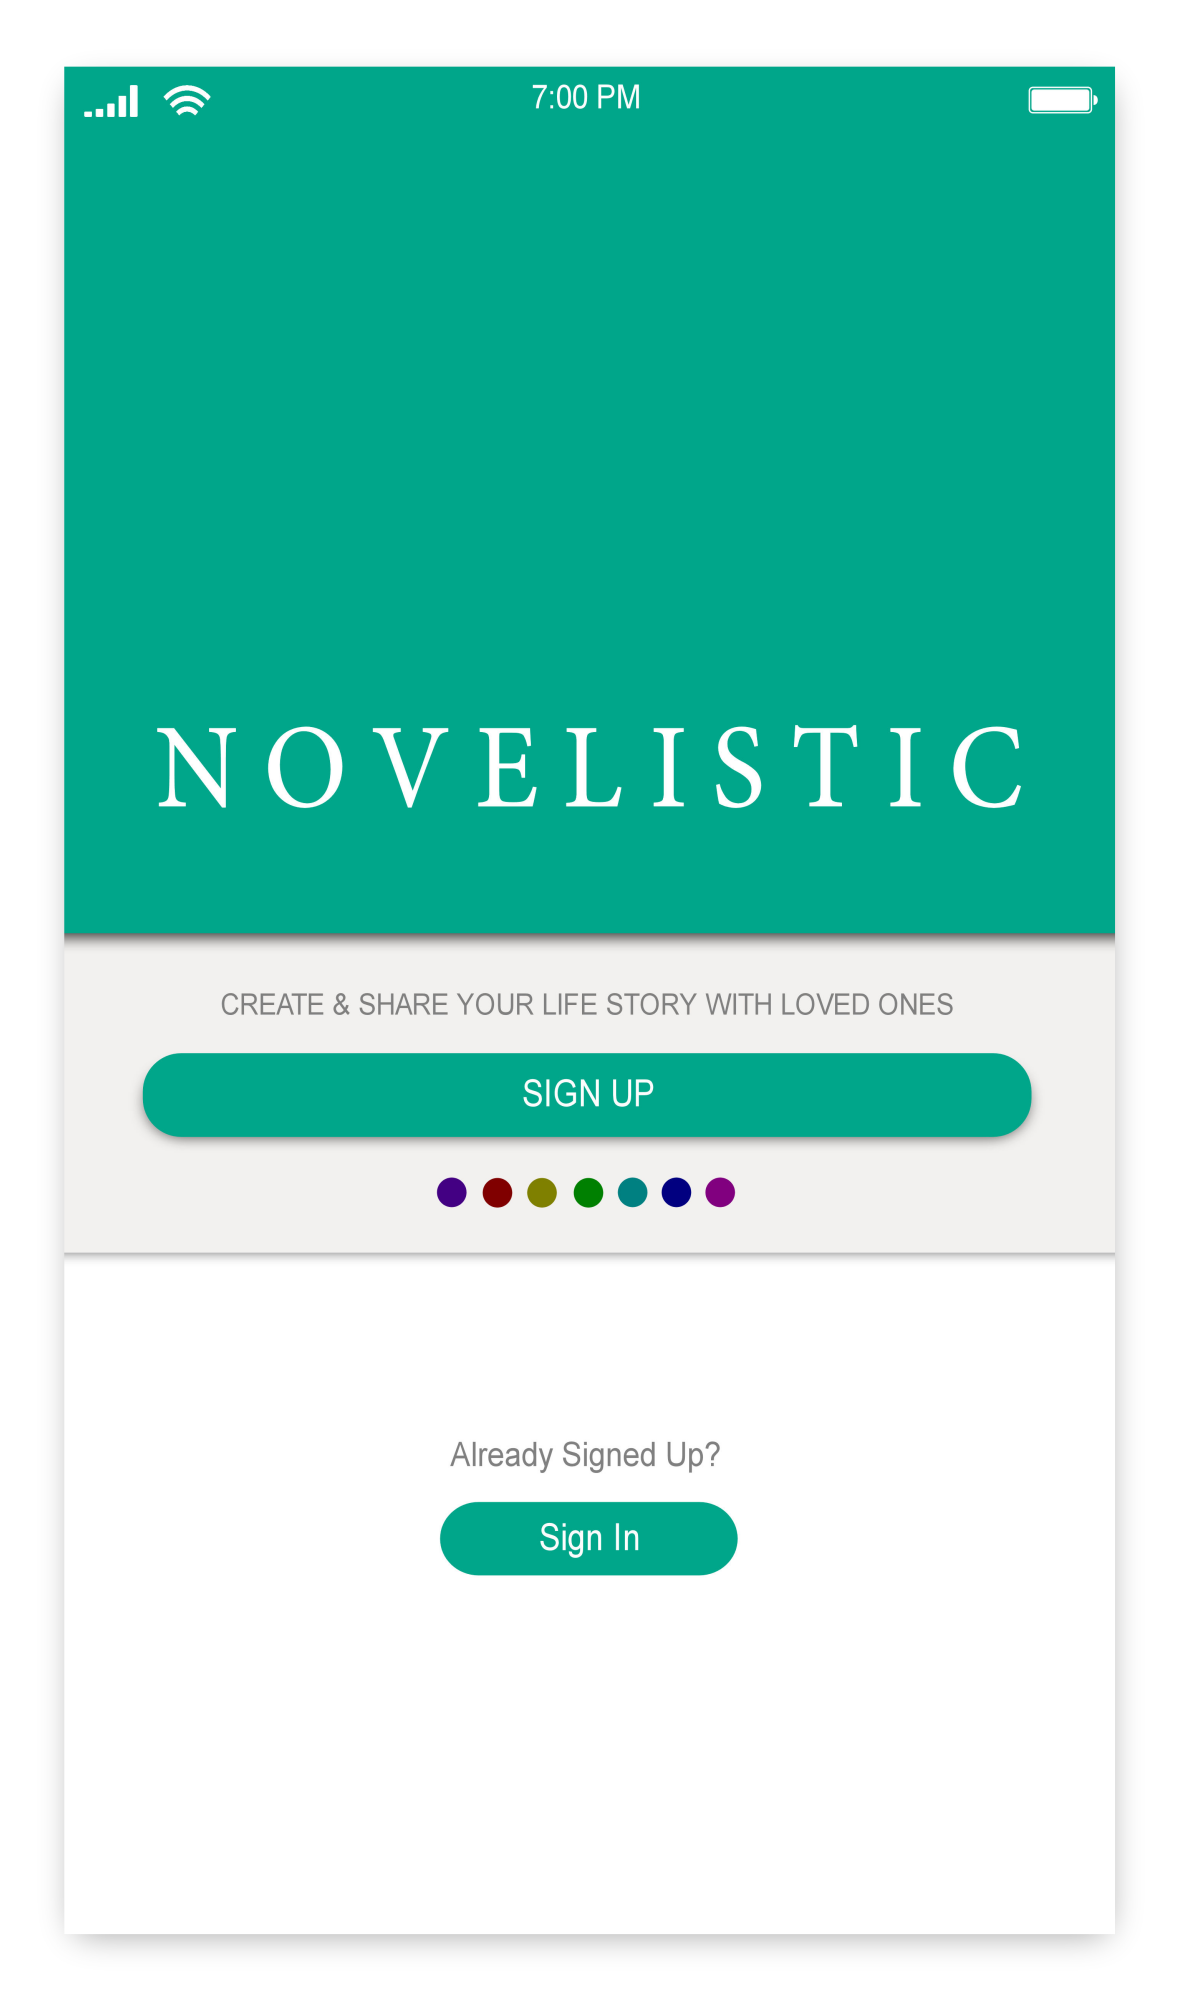 7:00 PM
NOVELISTIC
CREATE & SHARE YOUR LIFE STORY WITH LOVED ONES
SIGN UP
Already Signed Up?
Sign In